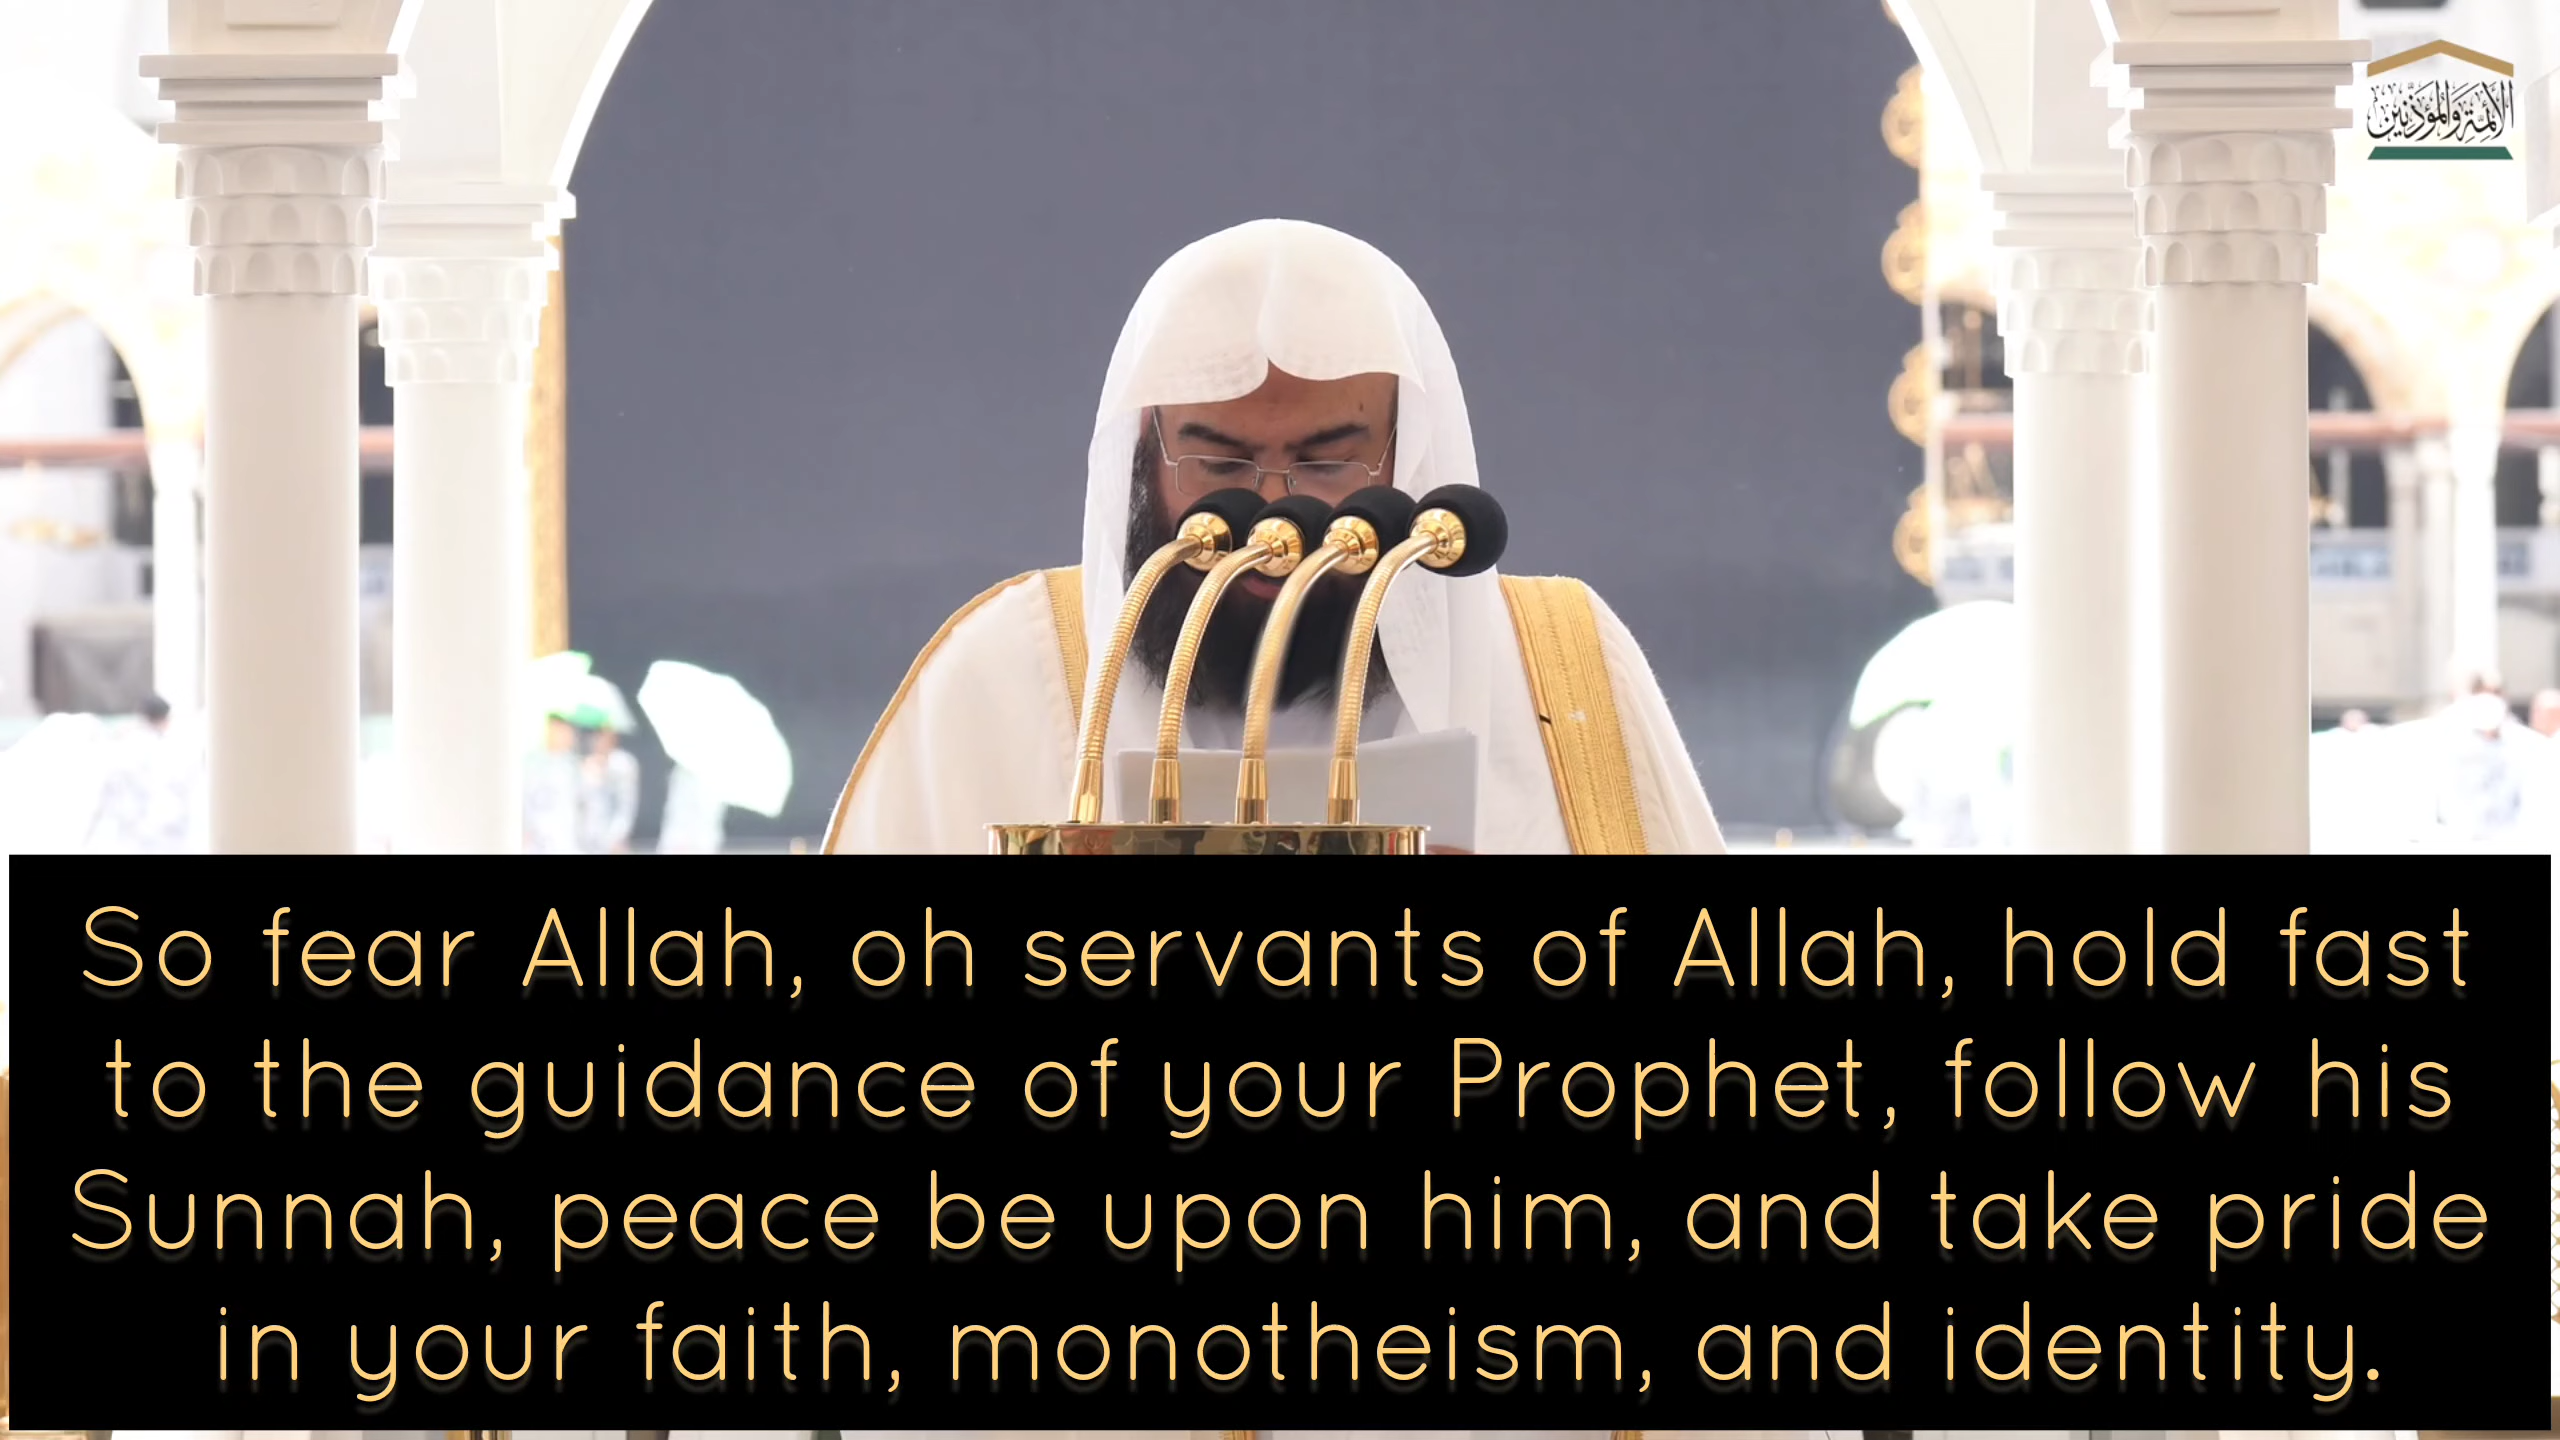 الأئمة والمؤذنين
So fear Allah, oh servants of Allah, hold fast
to the guidance of your Prophet, follow his
Sunnah, peace be upon him, and take pride
in your faith, monotheism, and identity.